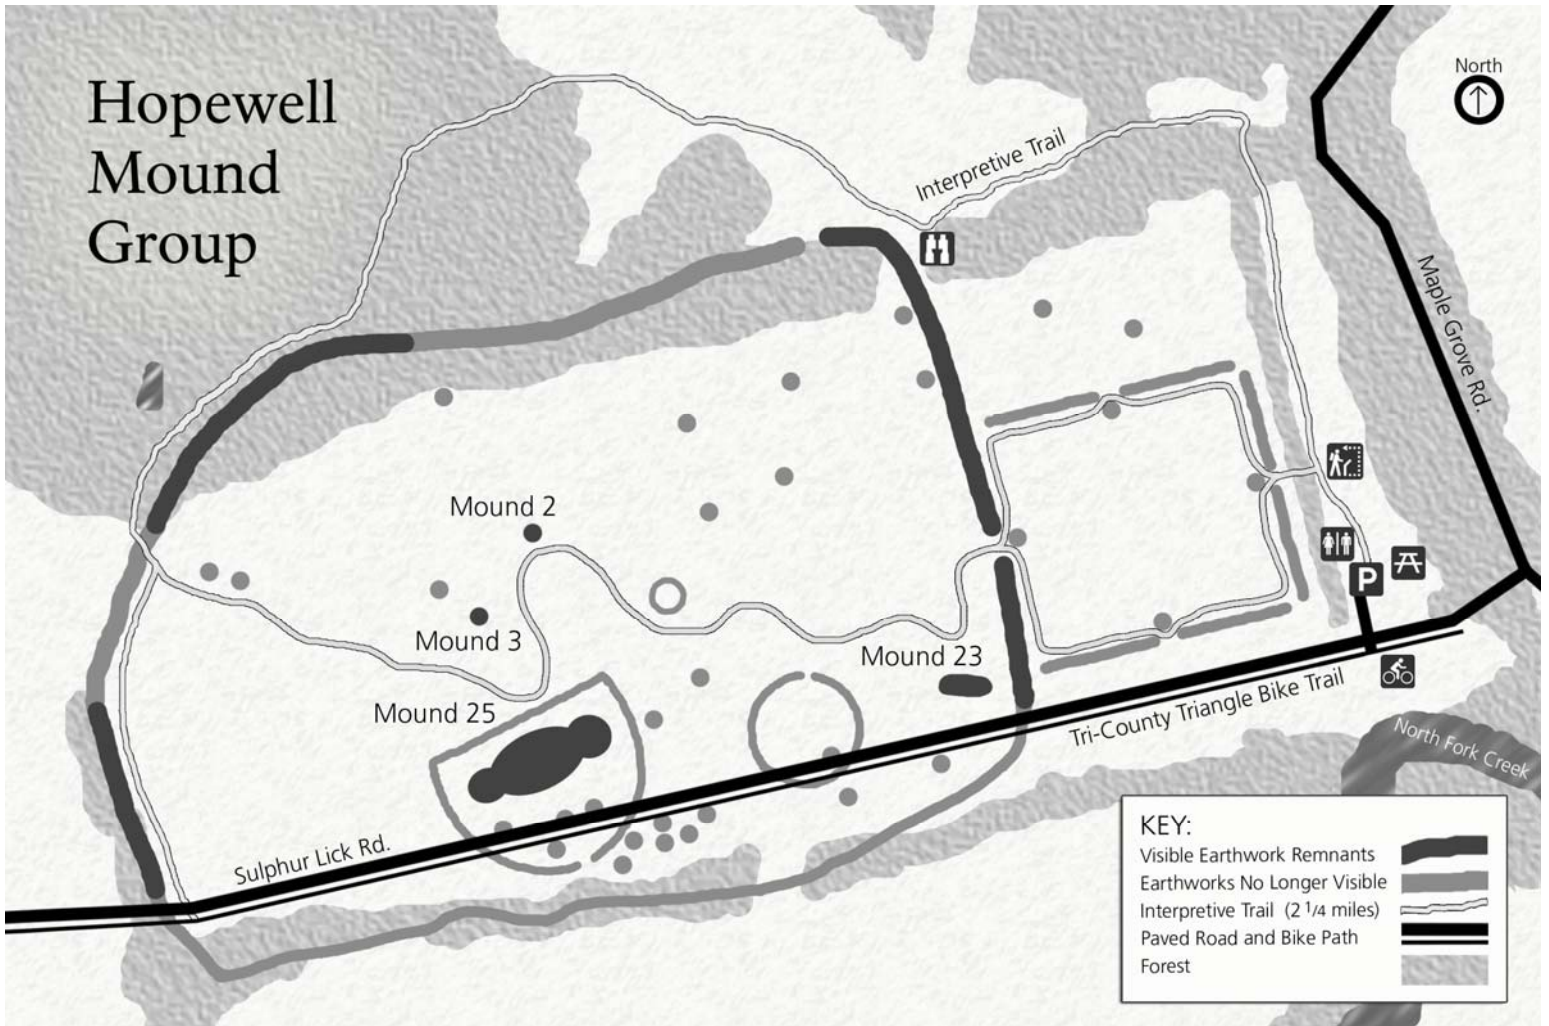 Hopewell
Mound
Group
North
Interpretive Trail
Maple Grove Rd.
Mound 2
Mound 3
Mound 23
Mound 25
P
Tri-County Triangle Bike Trail
North Fork Creek
Sulphur Lick Rd.
KEY:
Visible Earthwork Remnants
Earthworks No Longer Visible
Interpretive Trail (2 1/4 miles)
Paved Road and Bike Path
Forest